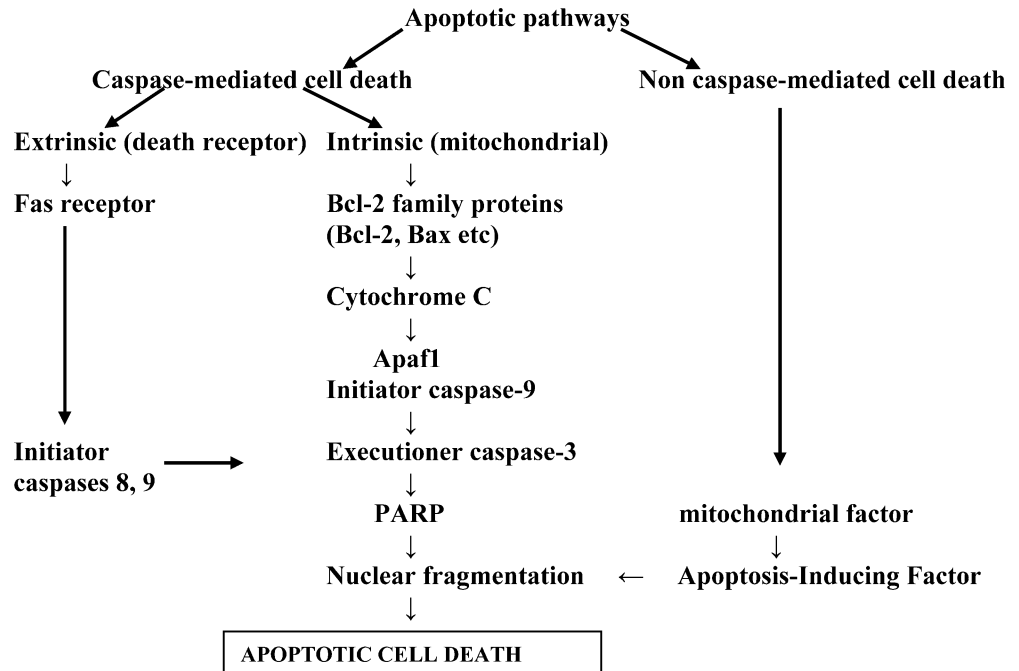 Apoptotic pathways
Caspase-mediated cell death
Non caspase-mediated cell death
Extrinsic (death receptor)
Intrinsic (mitochondrial)
↓
↓
Fas receptor
Bcl-2 family proteins
(Bcl-2, Bax etc)
↓
Cytochrome C
↓
Apaf1
Initiator caspase-9
↓
Initiator
caspases 8, 9
Executioner caspase-3
↓
PARP
mitochondrial factor
↓
↓
Nuclear fragmentation
←
Apoptosis-Inducing Factor
↓
APOPTOTIC CELL DEATH